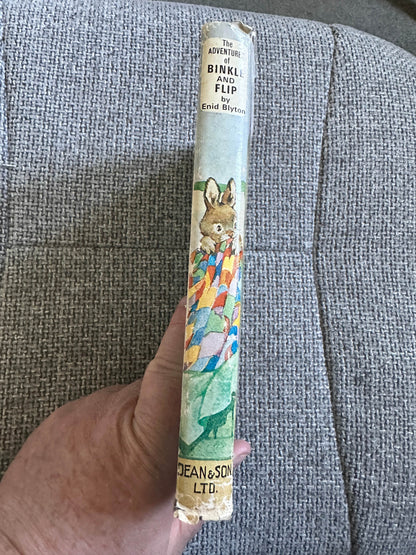 The
ADVENTURES
of
BINKLE
AND
FLIP
by
Enid Blyton
DEAN & SON
LTD.